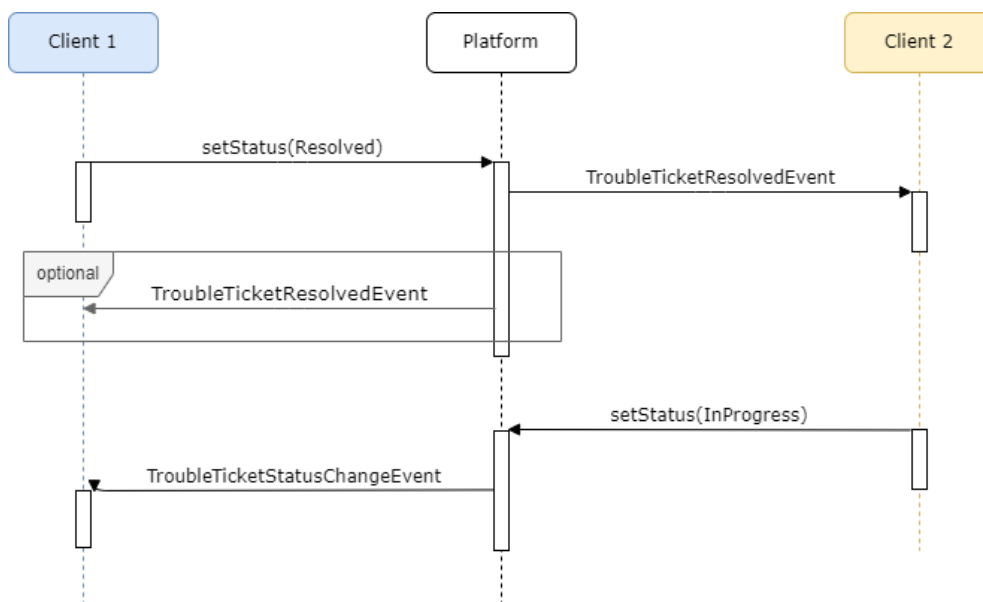 Client 1
Platform
Client 2
setStatus(Resolved)
TroubleTicketResolvedEvent
optional
TroubleTicketResolvedEvent
setStatus(InProgress)
TroubleTicketStatusChangeEvent